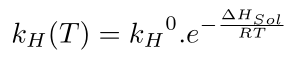 k_H(T) = k_H^0.e^{-\frac{\Delta H_{Sol}}{RT}}